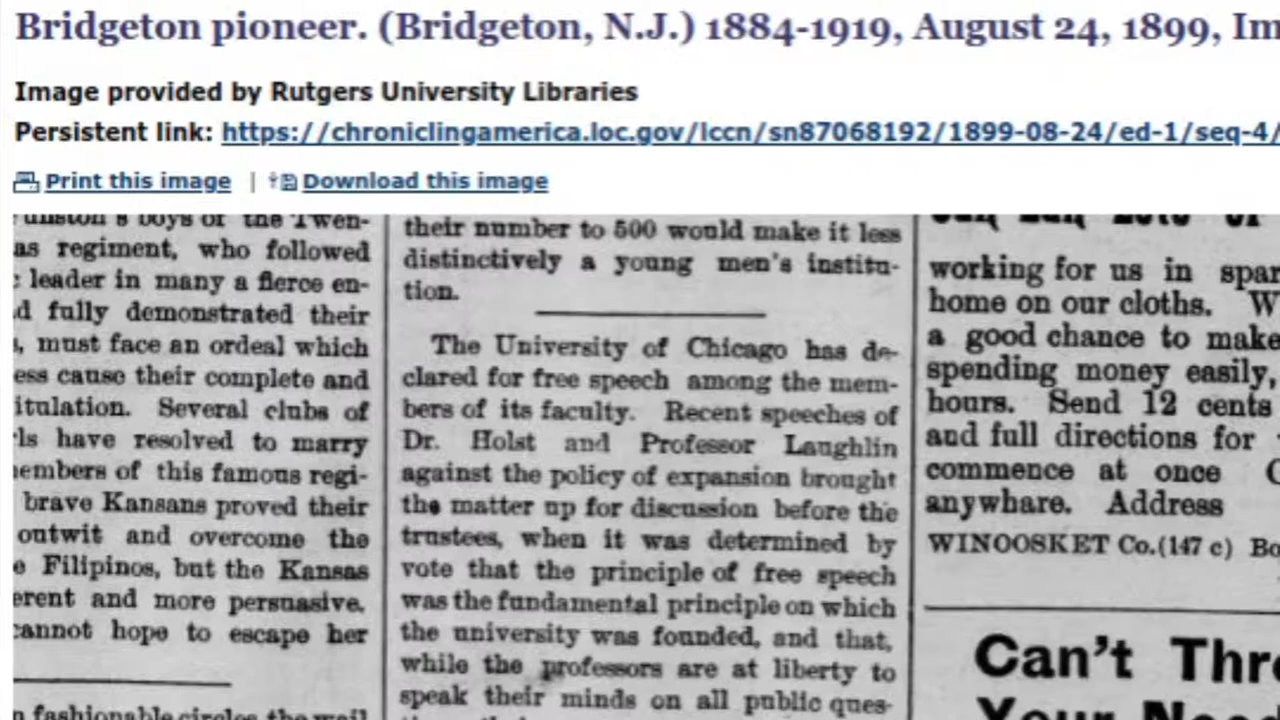 Bridgeton pioneer. (Bridgeton, N.J.) 1884-1919, August 24, 1899, Im
Image provided by Rutgers University Libraries
Persistent link: https://chroniclingamerica.loc.gov/lccn/sn87068192/1899-08-24/ed-1/seq-4/
Print this image | Download this image
boys of the Twen-
as regiment, who followed
leader in many a fierce en-
d fully demonstrated their
, must face an ordeal which
ess cause their complete and
itulation. Several clubs of
ls have resolved to marry
embers of this famous regi-
brave Kansans proved their
outwit and overcome the
e Filipinos, but the Kansas
erent and more persuasive.
cannot hope to escape her
fashionable circles the
their number to 500 would make it less
distinctively a young men's institu-
tion.
The University of Chicago has de-
clared for free speech among the mem-
bers of its faculty. Recent speeches of
Dr. Holst and Professor Laughlin
against the policy of expansion brought
the matter up for discussion before the
trustees, when it was determined by
vote that the principle of free speech
was the fundamental principle on which
the university was founded, and that,
while the professors are at liberty to
speak their minds on all public ques-
working for us in spar
home on our cloths. W
a good chance to make
spending money easily,
hours. Send 12 cents
and full directions for
commence at once C
anywhare. Address
WINOOSKET Co.(147 c) Bo
Can't Thr
Your Need